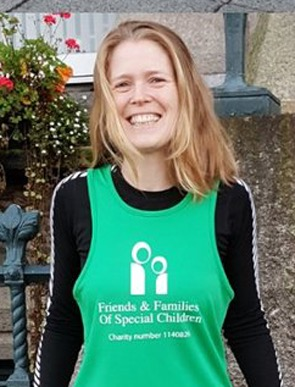 Friends & Families
Of Special Children
Charity number 1140826